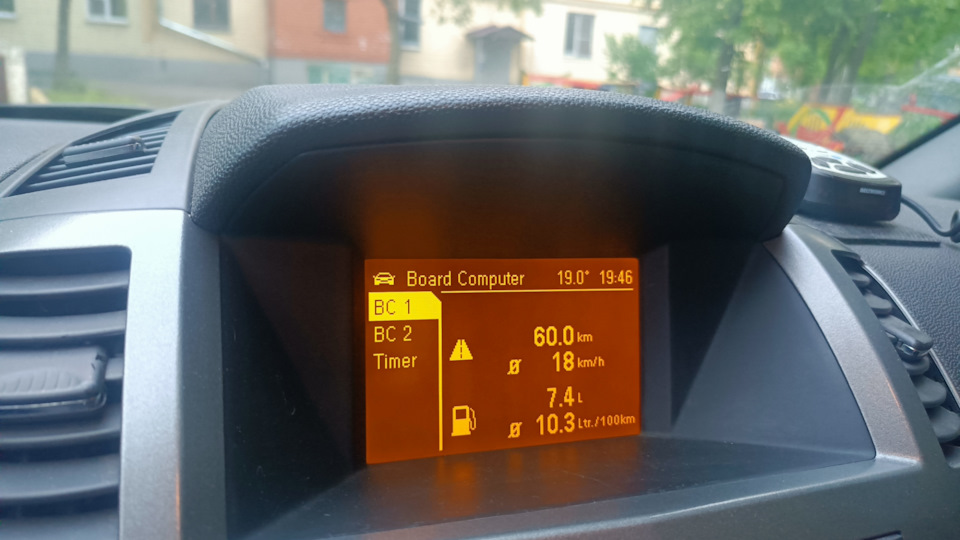 Board Computer 19.0° 19:46
BC 1
BC 2
Timer
60.0 km
Ø 18 km/h
7.4 L
Ø 10.3 Ltr./100km